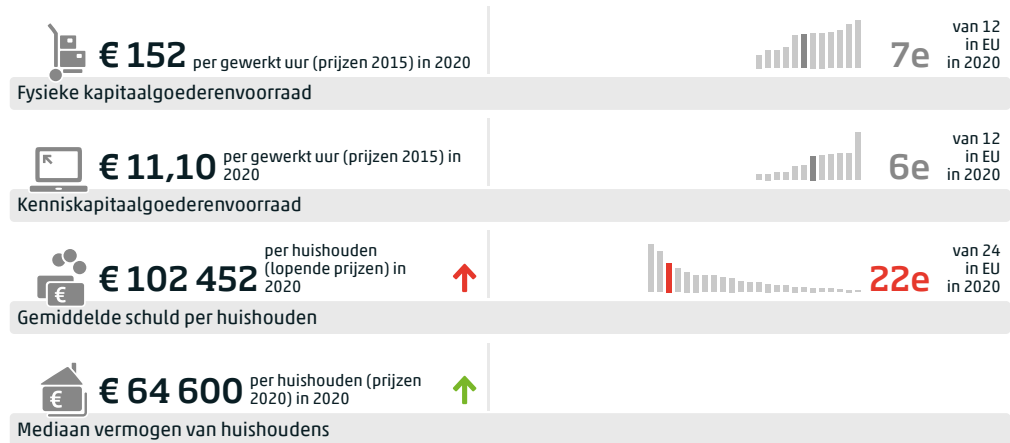 € 152 per gewerkt uur (prijzen 2015) in 2020
7e
van 12
in EU
in 2020
Fysieke kapitaalgoederenvoorraad
€ 11,10
per gewerkt uur (prijzen 2015) in
2020
6e
van 12
in EU
in 2020
Kenniskapitaalgoederenvoorraad
€ 102 452
per huishouden
(lopende prijzen) in
2020
22e
van 24
in EU
in 2020
€
Gemiddelde schuld per huishouden
€ 64 600
per huishouden (prijzen
2020) in 2020
€
Mediaan vermogen van huishoudens